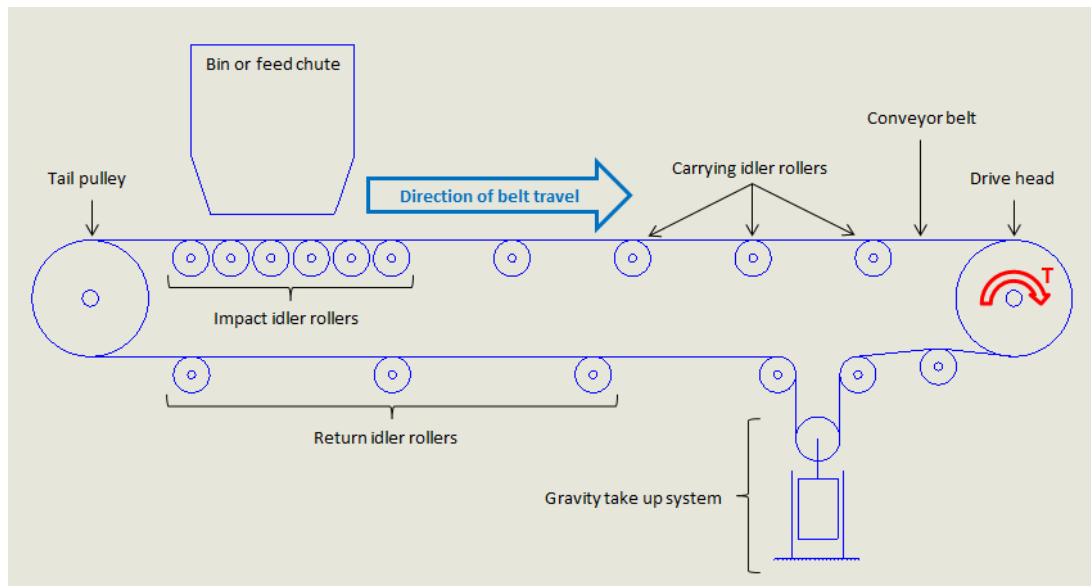 Bin or feed chute
Conveyor belt
Tail pulley
Direction of belt travel
Carrying idler rollers
Drive head
T
Impact idler rollers
Return idler rollers
Gravity take up system